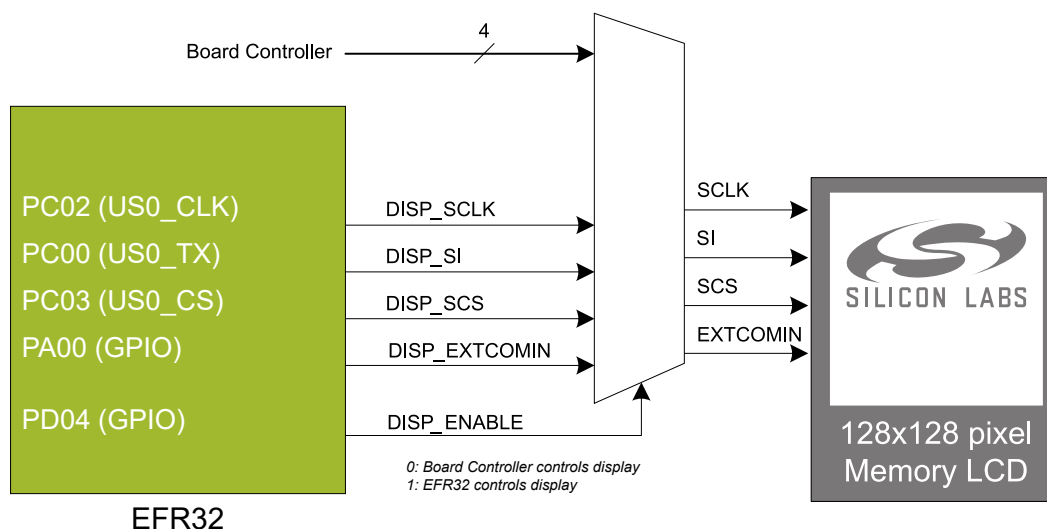 4
Board Controller
PC02 (US0_CLK)
DISP_SCLK
SCLK
PC00 (US0_TX)
DISP_SI
SI
PC03 (US0_CS)
DISP_SCS
SCS
PA00 (GPIO)
DISP_EXTCOMIN
EXTCOMIN
PD04 (GPIO)
DISP_ENABLE
0: Board Controller controls display
1: EFR32 controls display
EFR32
SILICON LABS
128x128 pixel
Memory LCD